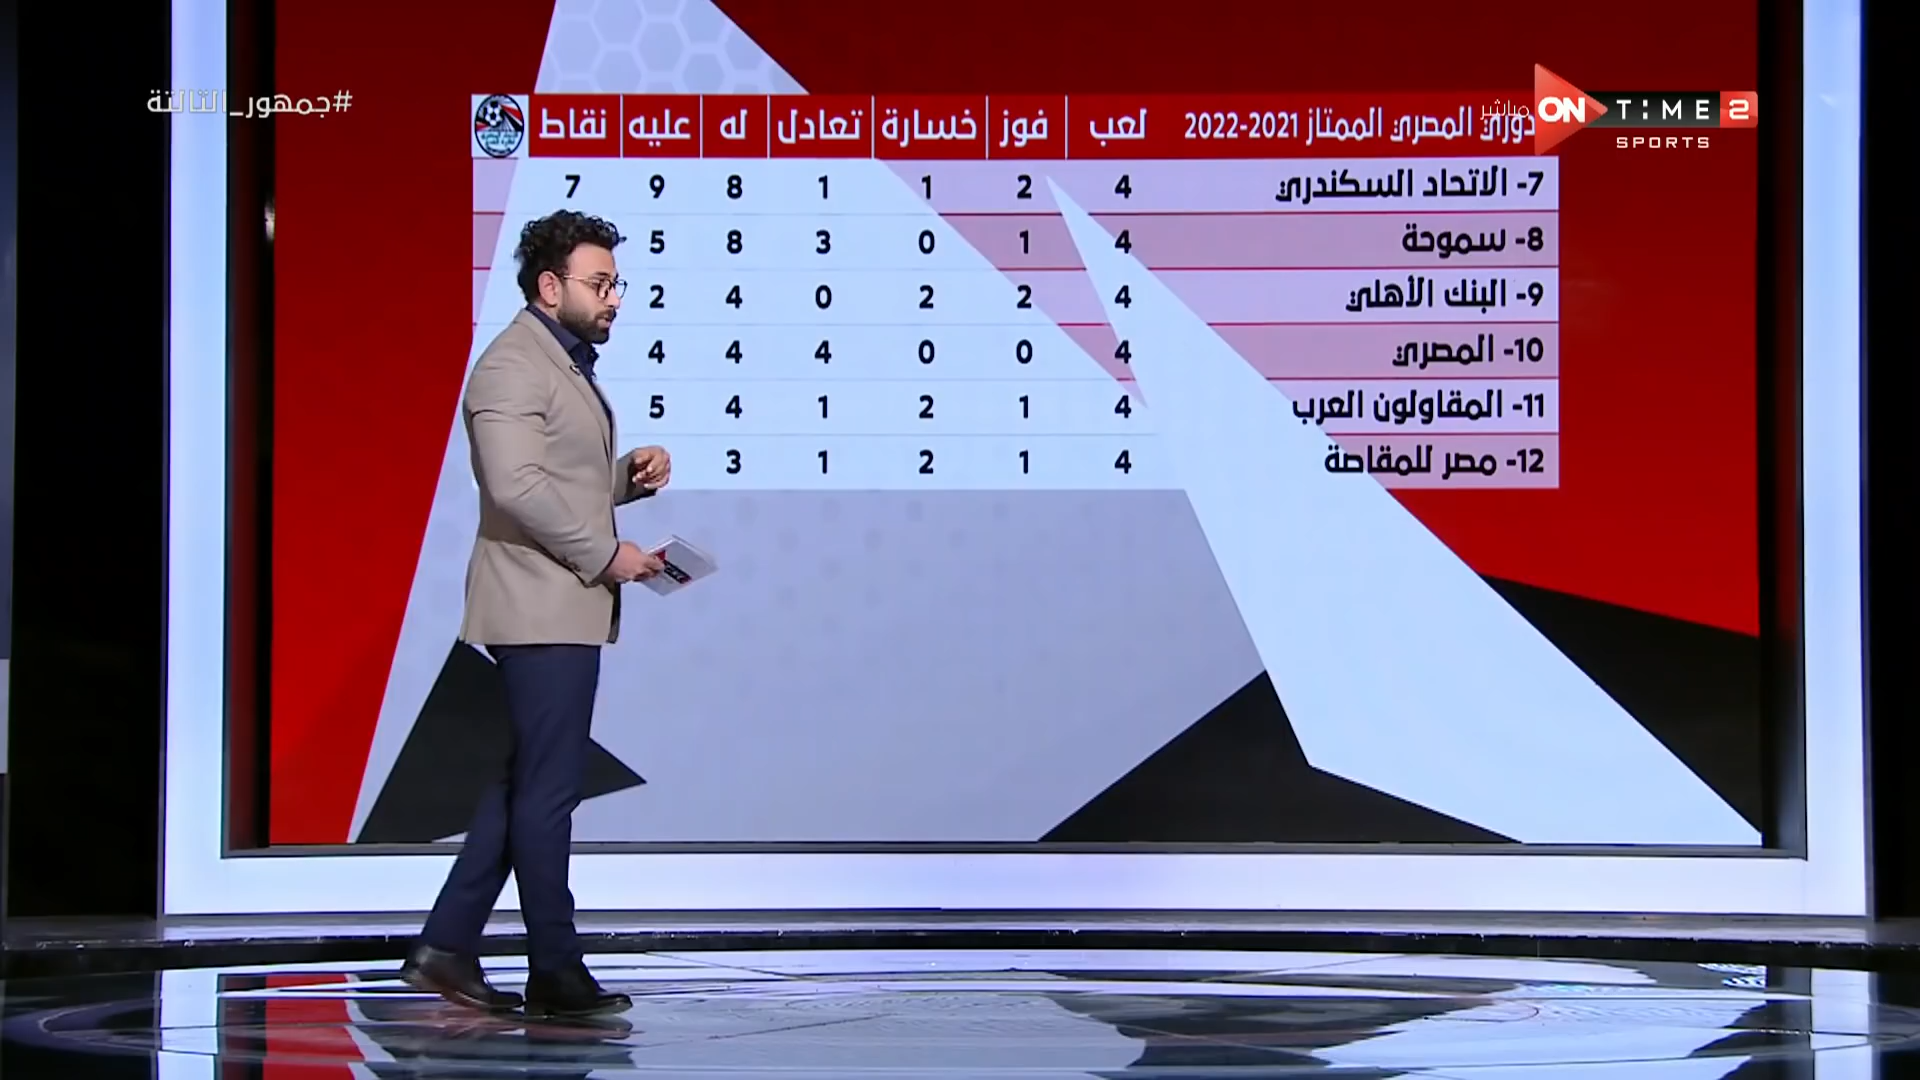 #جمهور_التالتة
مباشر ON TIME 2
SPORTS
دوري المصري الممتاز 2021-2022 لعب فوز خسارة تعادل له عليه نقاط
7- الاتحاد السكندري 4 2 1 1 8 9 7
8- سموحة 4 1 0 3 8 5
9- البنك الأهلي 4 2 2 0 4 2
10- المصري 4 0 0 4 4 4
11- المقاولون العرب 4 1 2 1 4 5
12- مصر للمقاصة 4 1 2 1 3